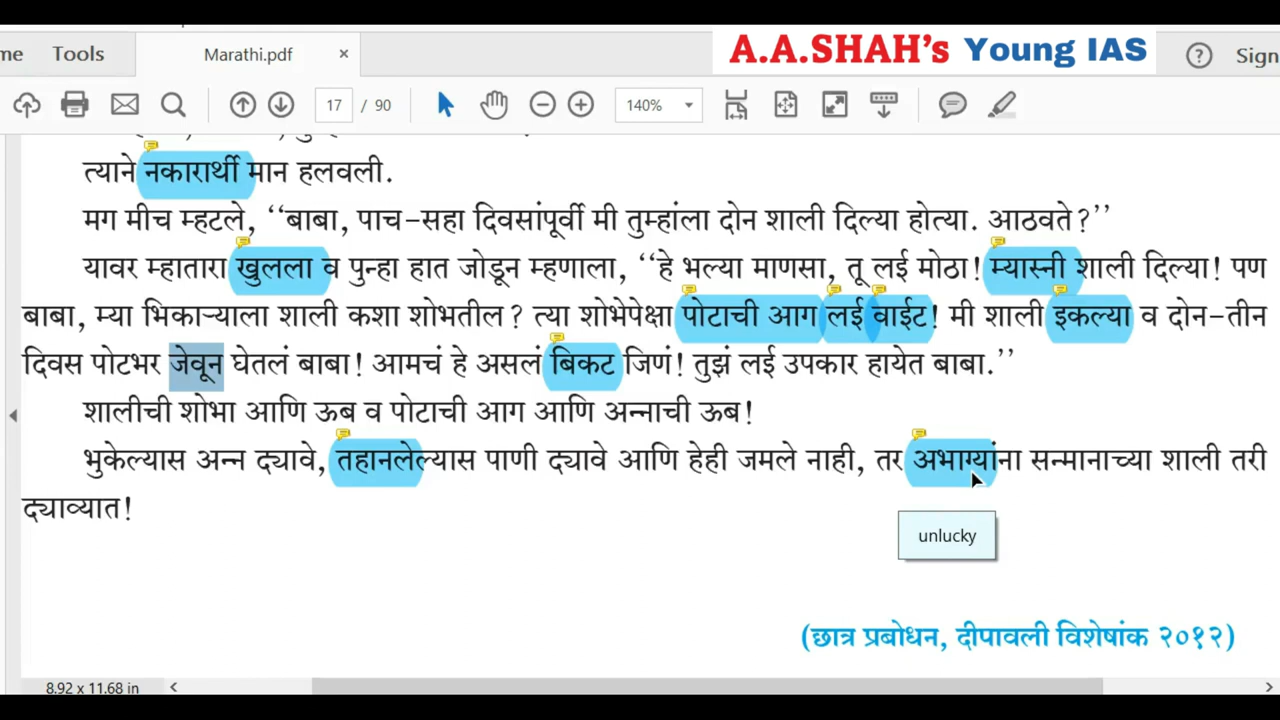 me Tools Marathi.pdf × A.A.SHAH's Young IAS ? Sign
17 / 90 140%
त्याने नकारार्थी मान हलवली.
मग मीच म्हटले, ‘‘बाबा, पाच-सहा दिवसांपूर्वी मी तुम्हांला दोन शाली दिल्या होत्या. आठवते?’’
यावर म्हातारा खुलला व पुन्हा हात जोडून म्हणाला, ‘‘हे भल्या माणसा, तू लई मोठा! म्यास्नी शाली दिल्या! पण
बाबा, म्या भिकाऱ्याला शाली कशा शोभतील? त्या शोभेपेक्षा पोटाची आग लई वाईट! मी शाली इकल्या व दोन-तीन
दिवस पोटभर जेवून घेतलं बाबा! आमचं हे असलं बिकट जिणं! तुझं लई उपकार हायेत बाबा.’’
शालीची शोभा आणि ऊब व पोटाची आग आणि अन्नाची ऊब!
भुकेल्यास अन्न द्यावे, तहानलेल्यास पाणी द्यावे आणि हेही जमले नाही, तर अभाग्यांना सन्मानाच्या शाली तरी
द्याव्यात!
unlucky
(छात्र प्रबोधन, दीपावली विशेषांक २०१२)
8.92 x 11.68 in